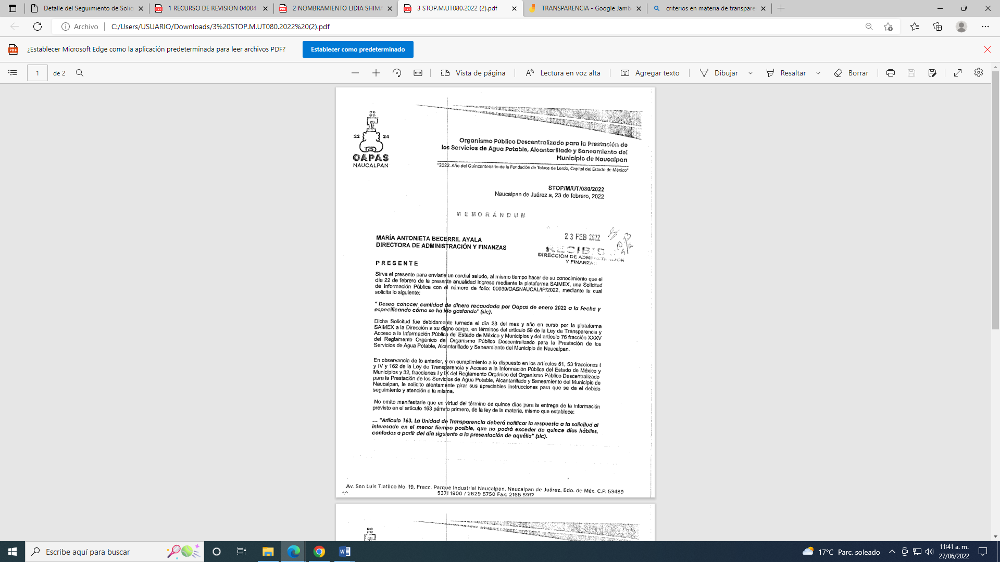 Detalle del Seguimiento de Solici
1 RECURSO DE REVISION 04004
2 NOMBRAMIENTO LIDIA SHIMA
3 STOP.M.UT080.2022 (2).pdf
TRANSPARENCIA - Google Jamb
criterios en materia de transpare
Archivo
C:/Users/USUARIO/Downloads/3%20STOP.M.UT080.2022%20(2).pdf
¿Establecer Microsoft Edge como la aplicación predeterminada para leer archivos PDF?
Establecer como predeterminado
1 de 2
Vista de página
Lectura en voz alta
Agregar texto
Dibujar
Resaltar
Borrar
22 24
OAPAS
NAUCALPAN
Organismo Público Descentralizado para la Prestación de
los Servicios de Agua Potable, Alcantarillado y Saneamiento del
Municipio de Naucalpan
"2022. Año del Quincentenario de la Fundación de Toluca de Lerdo, Capital del Estado de México"
STOP/M/UT/080/2022
Naucalpan de Juárez a, 23 de febrero, 2022
MEMORÁNDUM
23 FEB 2022
RECIBID
DIRECCIÓN DE ADMINISTRACIÓN
Y FINANZAS
MARÍA ANTONIETA BECERRIL AYALA
DIRECTORA DE ADMINISTRACIÓN Y FINANZAS
PRESENTE
Sirva el presente para enviarle un cordial saludo, al mismo tiempo hacer de su conocimiento que el
día 22 de febrero de la presente anualidad ingreso mediante la plataforma SAIMEX, una Solicitud
de Información Pública con el número de folio: 00039/OASNAUCAL/IP/2022, mediante la cual
solicita lo siguiente:
" Deseo conocer cantidad de dinero recaudada por Oapas de enero 2022 a la Fecha y
especificando cómo se ha ido gastando" (sic).
Dicha Solicitud fue debidamente turnada el día 23 del mes y año en curso por la plataforma
SAIMEX a la Dirección a su digno cargo, en términos del artículo 59 de la Ley de Transparencia y
Acceso a la Información Pública del Estado de México y Municipios y del artículo 76 fracción XXXV
del Reglamento Orgánico del Organismo Público Descentralizado para la Prestación de los
Servicios de Agua Potable, Alcantarillado y Saneamiento del Municipio de Naucalpan.
En observancia de lo anterior, y en cumplimiento a lo dispuesto en los artículos 51, 53 fracciones I
y IV y 162 de la Ley de Transparencia y Acceso a la Información Pública del Estado de México y
Municipios y 32, fracciones I y IX del Reglamento Orgánico del Organismo Público Descentralizado
para la Prestación de los Servicios de Agua Potable, Alcantarillado y Saneamiento del Municipio de
Naucalpan, le solicito atentamente girar sus apreciables instrucciones para que se de el debido
seguimiento y atención a la misma.
No omito manifestarle que en virtud del término de quince días para la entrega de la información
previsto en el artículo 163 párrafo primero, de la ley de la materia, mismo que establece:
... "Artículo 163. La Unidad de Transparencia deberá notificar la respuesta a la solicitud al
interesado en el menor tiempo posible, que no podrá exceder de quince días hábiles,
contados a partir del día siguiente a la presentación de aquélla" (sic).
Av. San Luis Tlatilco No. 19, Fracc. Parque Industrial Naucalpan, Naucalpan de Juárez, Edo. de Méx. C.P. 53489
5371 1900 / 2629 5750 Fax: 2166 5912
Escribe aquí para buscar
17°C Parc. soleado
11:41 a. m.
27/06/2022